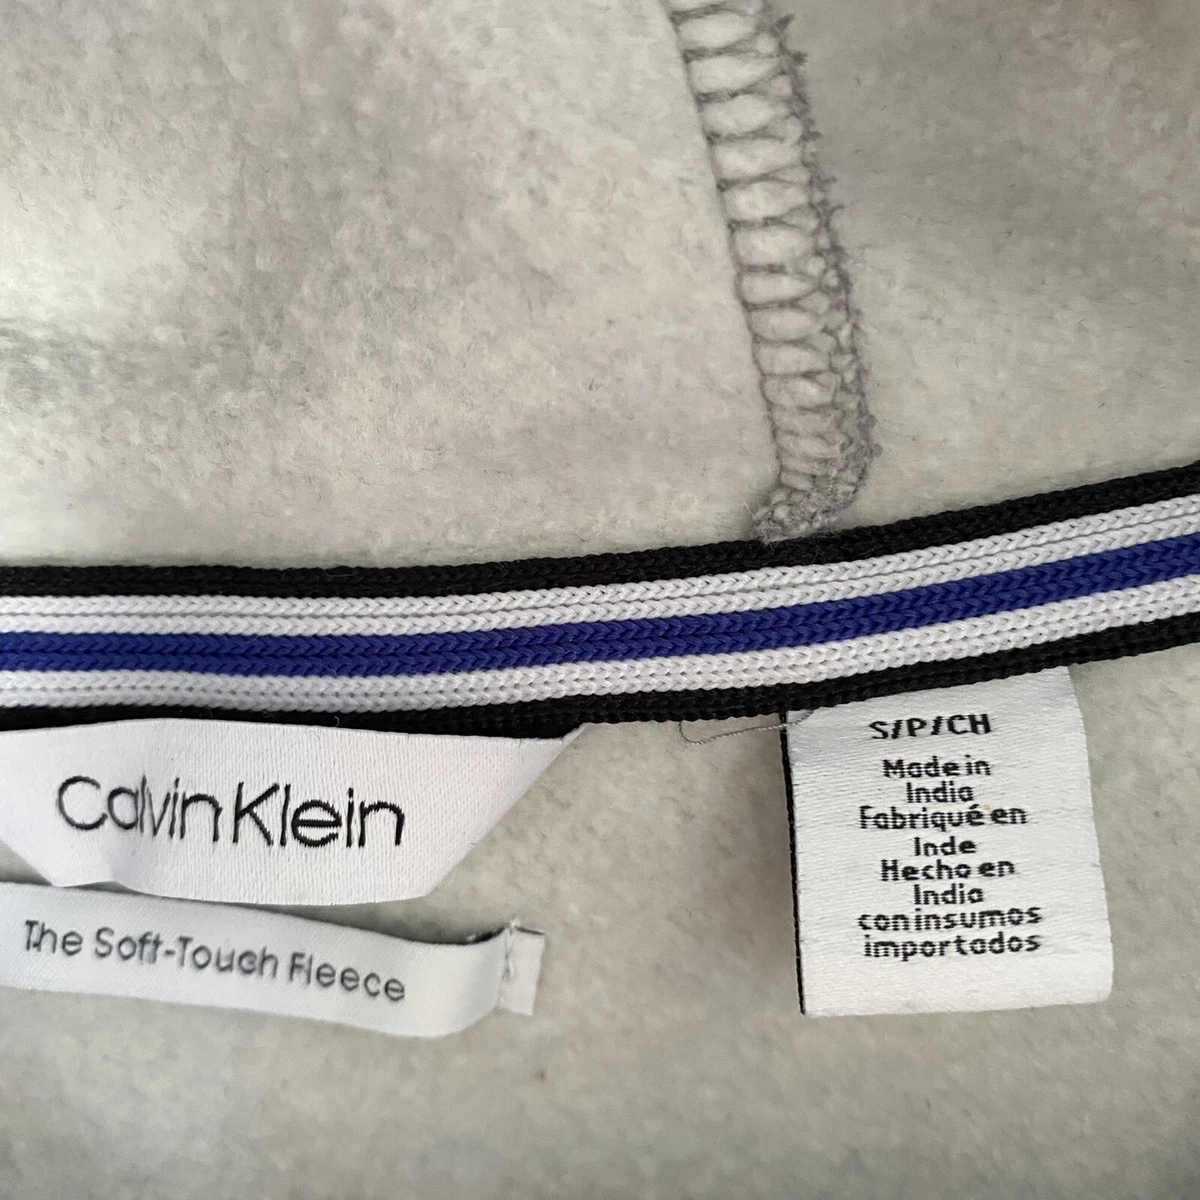 Calvin Klein
The Soft-Touch Fleece
S/P/CH
Made in
India
Fabriqué en
Inde
Hecho en
India
con insumos
importados